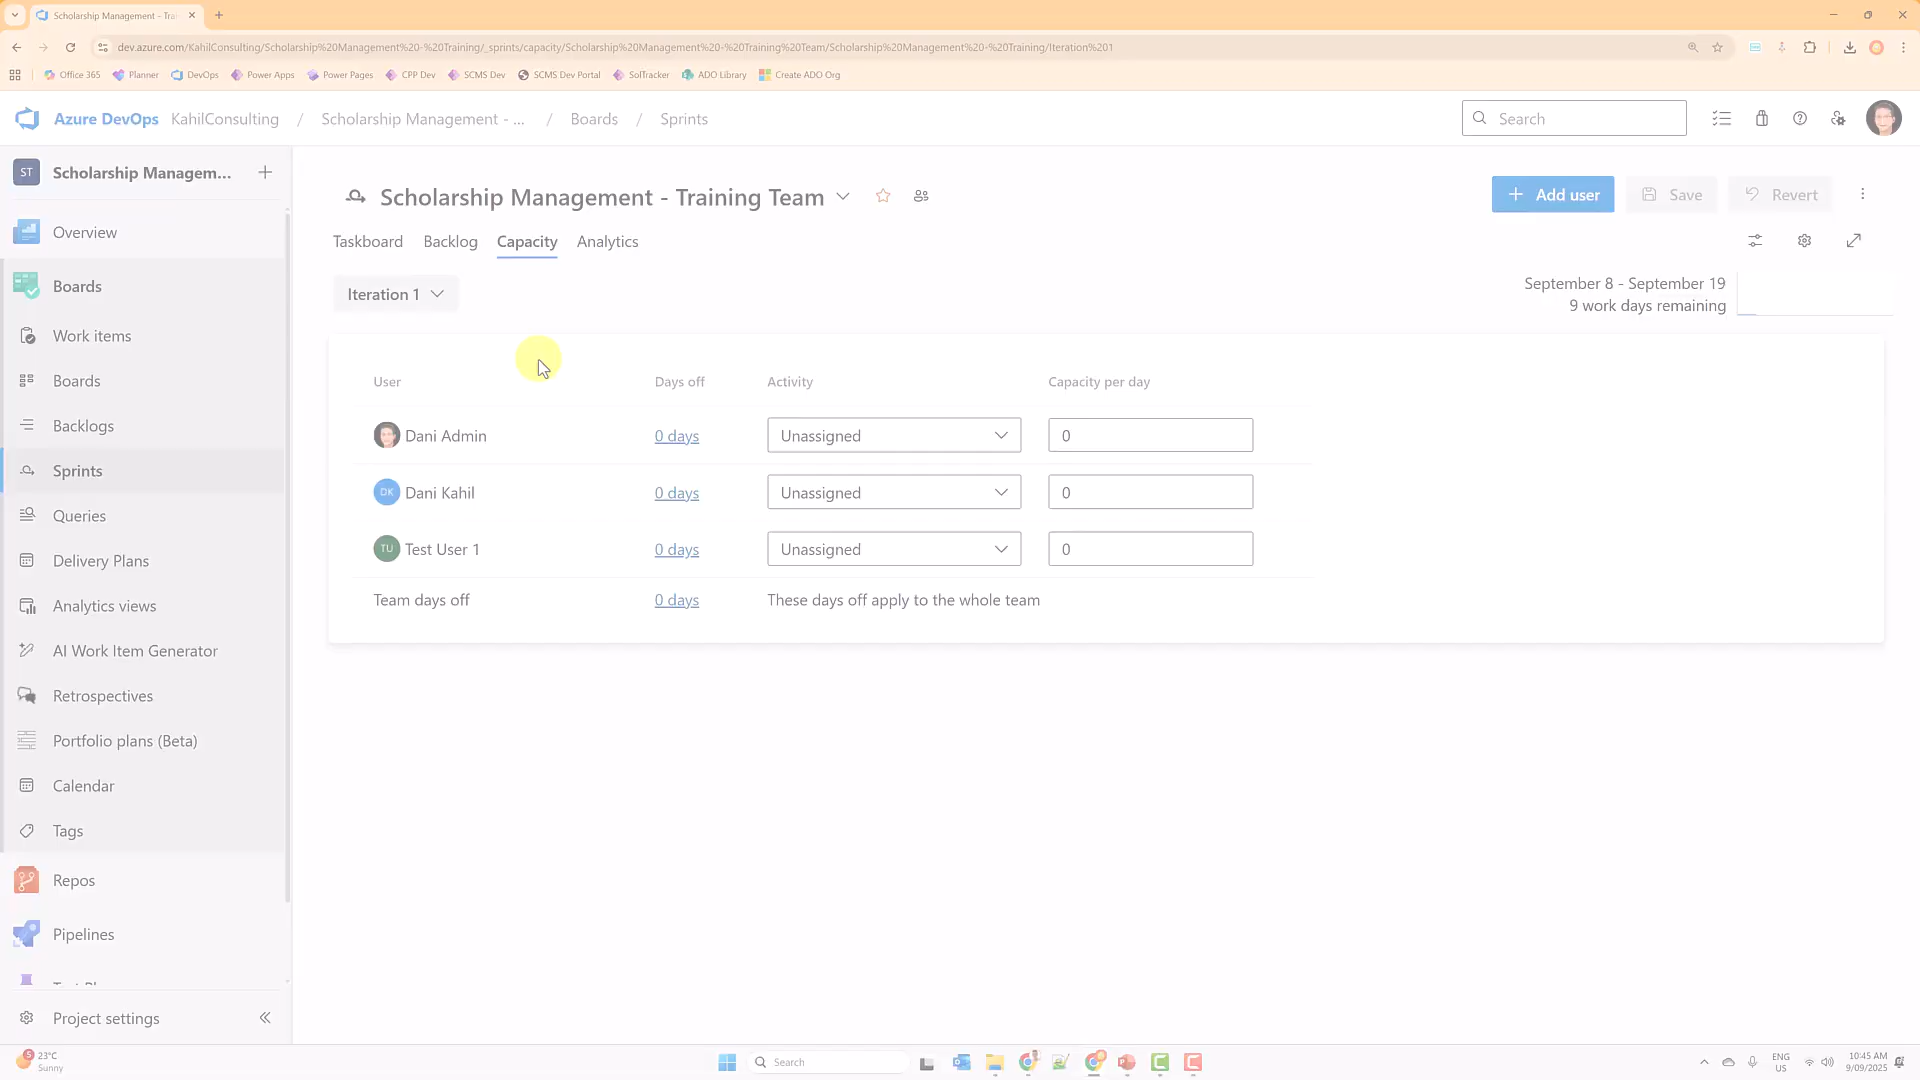 Scholarship Management - Trai
dev.azure.com/KahilConsulting/Scholarship%20Management%20-%20Training/_sprints/capacity/Scholarship%20Management%20-%20Training%20Team/Scholarship%20Management%20-%20Training/Iteration%201
Office 365 Planner DevOps Power Apps Power Pages CPP Dev SCMS Dev SCMS Dev Portal SolTracker ADO Library Create ADO Org
Azure DevOps KahilConsulting / Scholarship Management - ... / Boards / Sprints Search
ST Scholarship Managem...
Scholarship Management - Training Team Add user Save Revert
Overview
Taskboard Backlog Capacity Analytics
Boards
Iteration 1
September 8 - September 19
9 work days remaining
Work items
Boards
Backlogs
Sprints
Queries
Delivery Plans
Analytics views
AI Work Item Generator
Retrospectives
Portfolio plans (Beta)
Calendar
Tags
Repos
Pipelines
Project settings
User Days off Activity Capacity per day
Dani Admin 0 days Unassigned 0
DK Dani Kahil 0 days Unassigned 0
TU Test User 1 0 days Unassigned 0
Team days off 0 days These days off apply to the whole team
5 23°C
Sunny
Search
ENG
US
10:45 AM
9/09/2025